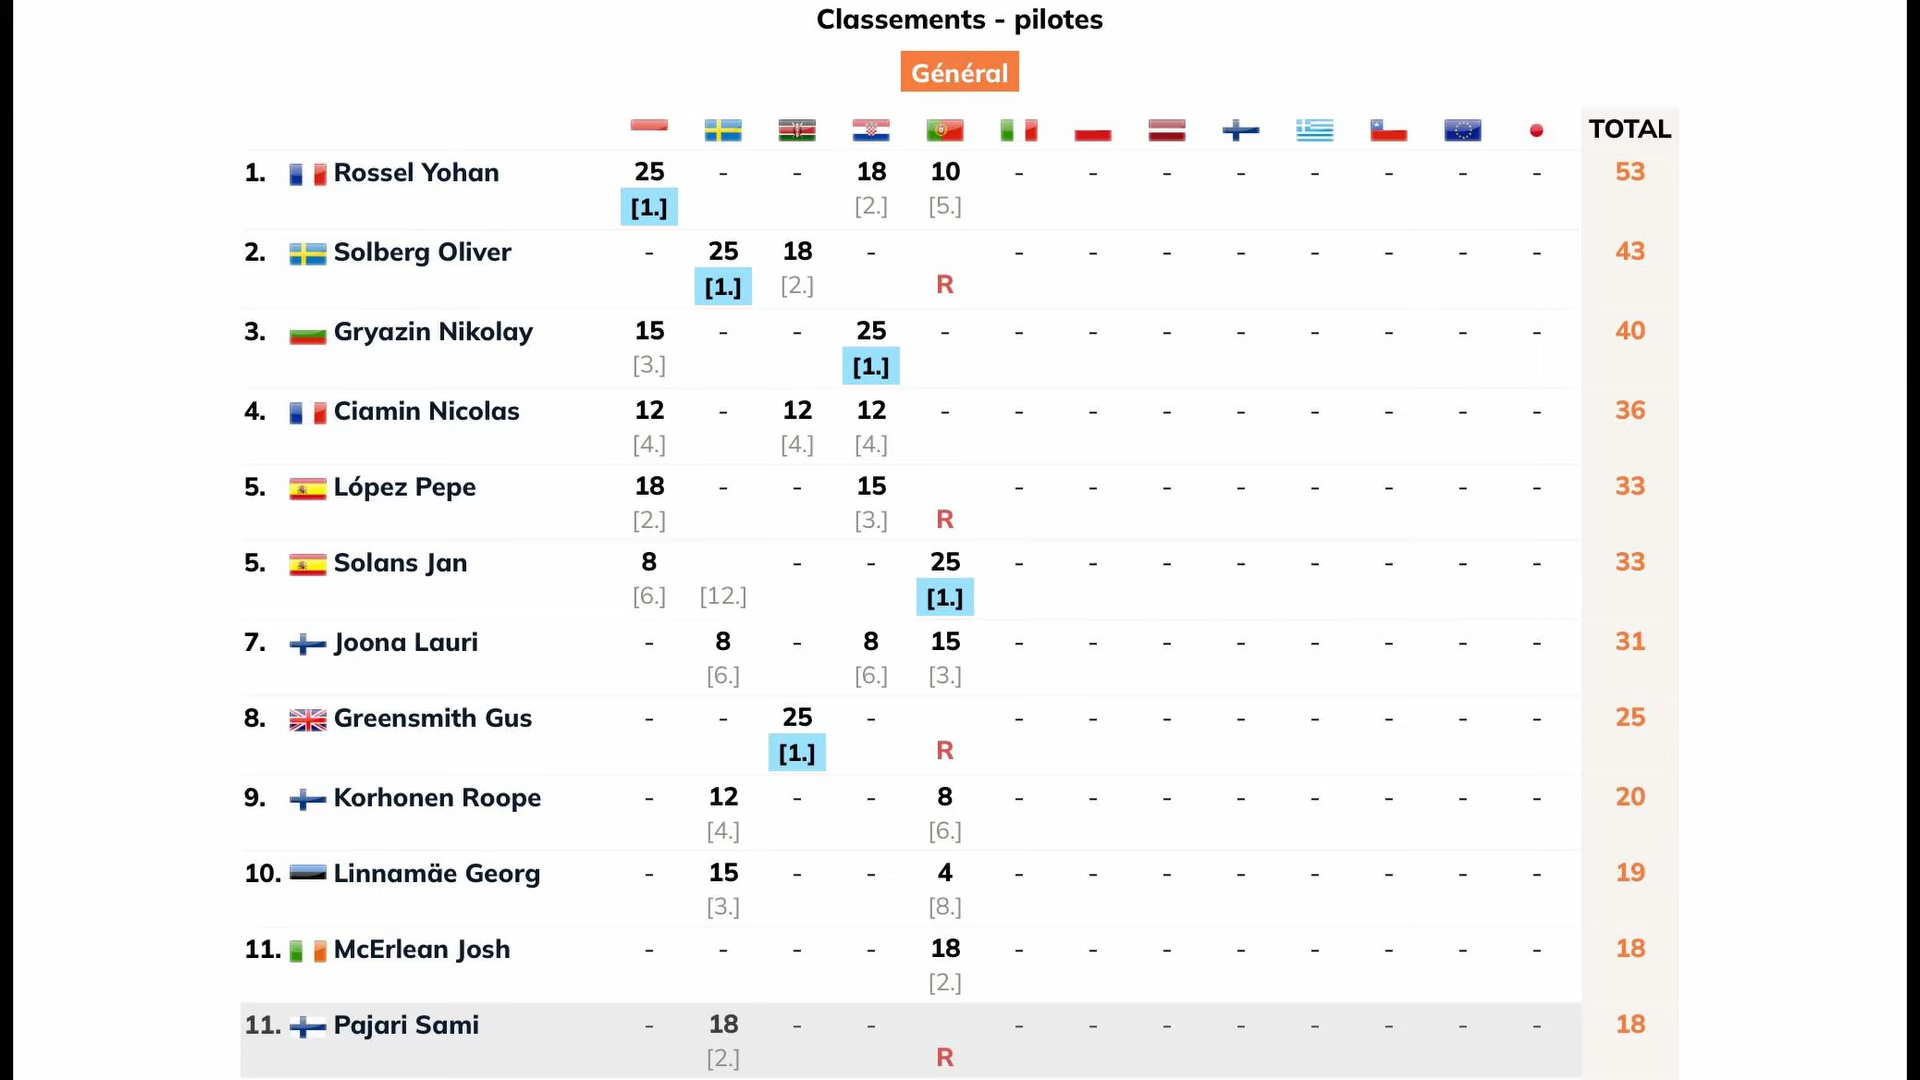 Classements - pilotes
Général
TOTAL
1. Rossel Yohan 25 - - 18 10 - - - - - - - - 53
[1.] [2.] [5.]
2. Solberg Oliver - 25 18 - - - - - - - - - 43
[1.] [2.] R
3. Gryazin Nikolay 15 - - 25 - - - - - - - - - 40
[3.] [1.]
4. Ciamin Nicolas 12 - 12 12 - - - - - - - - - 36
[4.] [4.] [4.]
5. López Pepe 18 - - 15 - - - - - - - - 33
[2.] [3.] R
5. Solans Jan 8 - - 25 - - - - - - - - 33
[6.] [12.] [1.]
7. Joona Lauri - 8 - 8 15 - - - - - - - - 31
[6.] [6.] [3.]
8. Greensmith Gus - - 25 - - - - - - - - - 25
[1.] R
9. Korhonen Roope - 12 - - 8 - - - - - - - - 20
[4.] [6.]
10. Linnamäe Georg - 15 - - 4 - - - - - - - - 19
[3.] [8.]
11. McErlean Josh - - - - 18 - - - - - - - - 18
[2.]
11. Pajari Sami - 18 - - - - - - - - - - 18
[2.] R